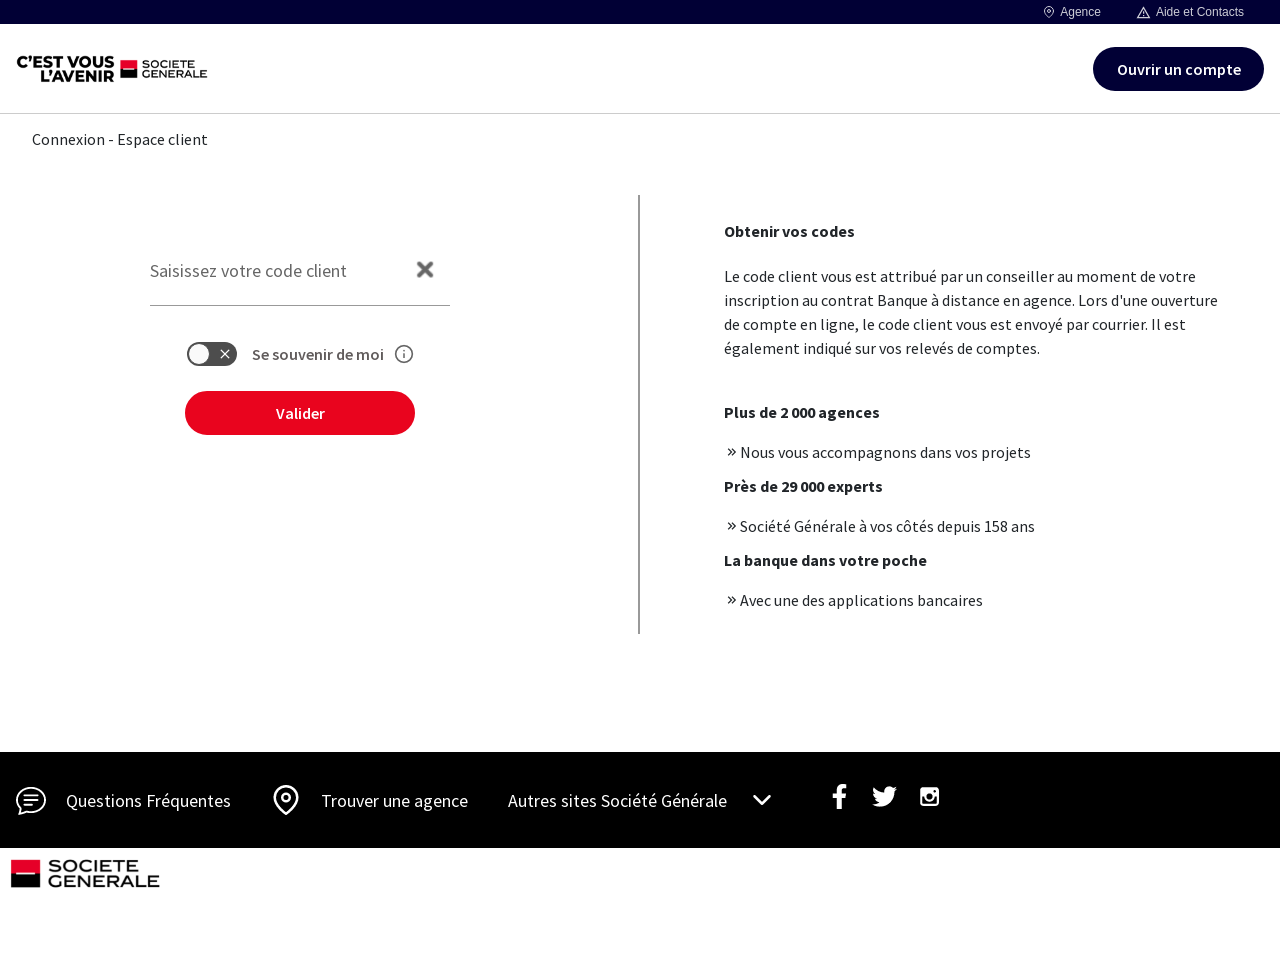 Agence
Aide et Contacts
C'EST VOUS
L'AVENIR
SOCIETE
GENERALE
Ouvrir un compte
Connexion - Espace client
Saisissez votre code client
Se souvenir de moi
Valider
Obtenir vos codes
Le code client vous est attribué par un conseiller au moment de votre
inscription au contrat Banque à distance en agence. Lors d'une ouverture
de compte en ligne, le code client vous est envoyé par courrier. Il est
également indiqué sur vos relevés de comptes.
Plus de 2 000 agences
» Nous vous accompagnons dans vos projets
Près de 29 000 experts
» Société Générale à vos côtés depuis 158 ans
La banque dans votre poche
» Avec une des applications bancaires
Questions Fréquentes
Trouver une agence
Autres sites Société Générale
SOCIETE
GENERALE